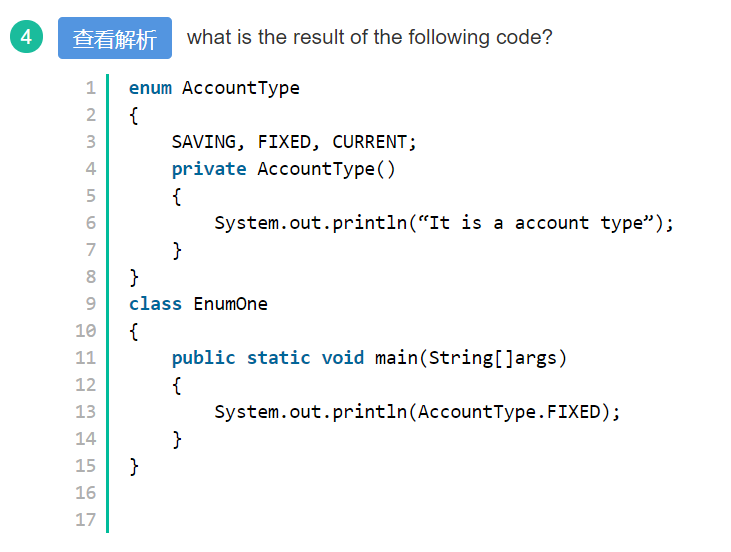 4 查看解析 what is the result of the following code?
1 enum AccountType
2 {
3 SAVING, FIXED, CURRENT;
4 private AccountType()
5 {
6 System.out.println(“It is a account type”);
7 }
8 }
9 class EnumOne
10 {
11 public static void main(String[]args)
12 {
13 System.out.println(AccountType.FIXED);
14 }
15 }
16
17